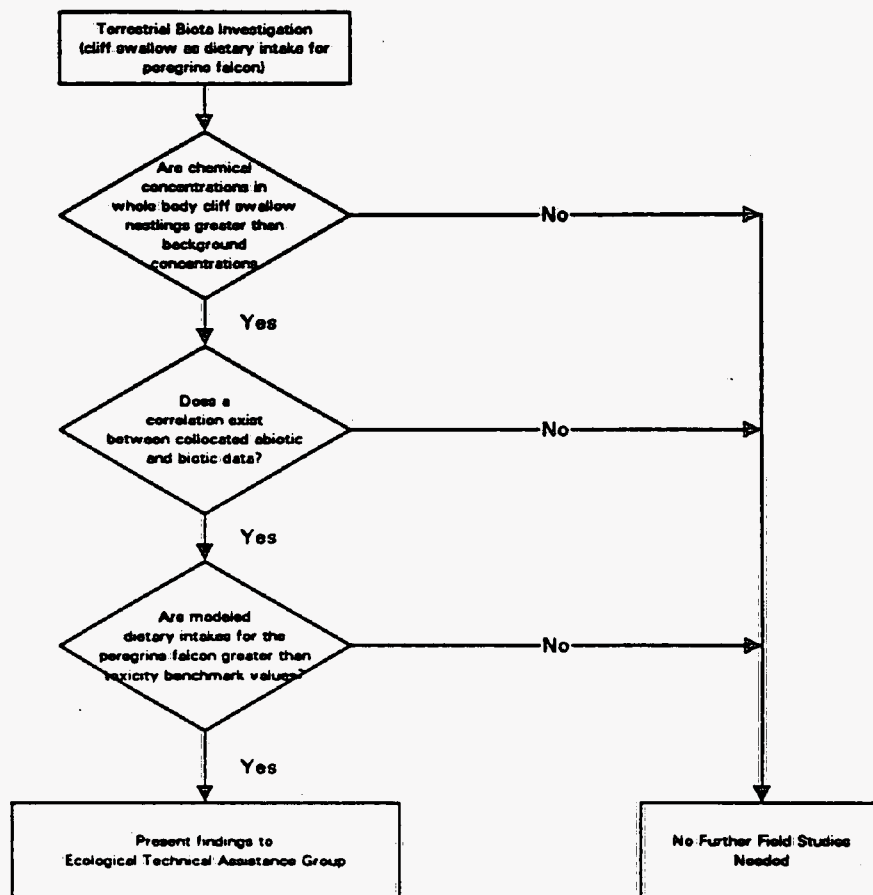 Terrestrial Biota Investigation
(cliff swallow as dietary intake for
peregrine falcon)
Are chemical
concentrations in
whole body cliff swallow
nestlings greater than
background
concentrations
No
Yes
Does a
correlation exist
between collocated abiotic
and biotic data?
No
Yes
Are modeled
dietary intakes for the
peregrine falcon greater than
toxicity benchmark values?
No
Yes
Present findings to
Ecological Technical Assistance Group
No Further Field Studies
Needed